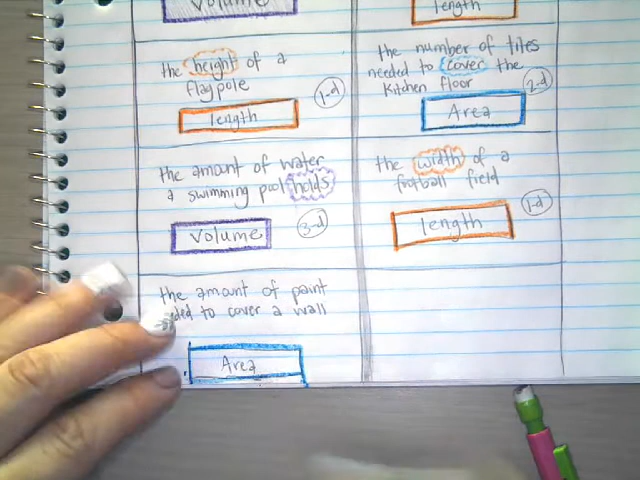 Volume
length
the height of a
flagpole
1-d
length
the number of tiles
needed to cover the
kitchen floor
2-d
Area
the amount of water
a swimming pool holds
Volume
3-d
the width of a
football field
1-d
length
the amount of paint
to cover a wall
Area